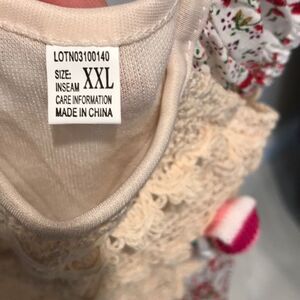 LOTN03100140
SIZE: XXL
INSEAM
CARE INFORMATION
MADE IN CHINA